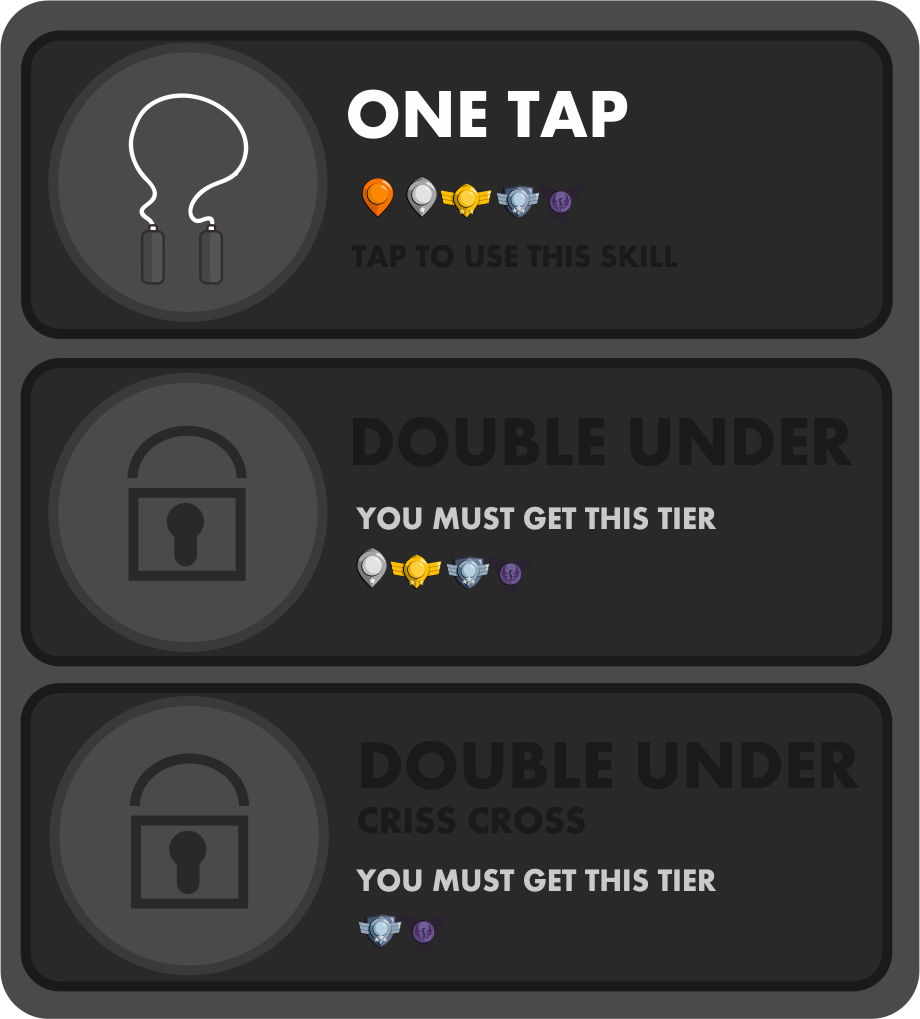 ONE TAP
TAP TO USE THIS SKILL
DOUBLE UNDER
YOU MUST GET THIS TIER
DOUBLE UNDER
CRISS CROSS
YOU MUST GET THIS TIER